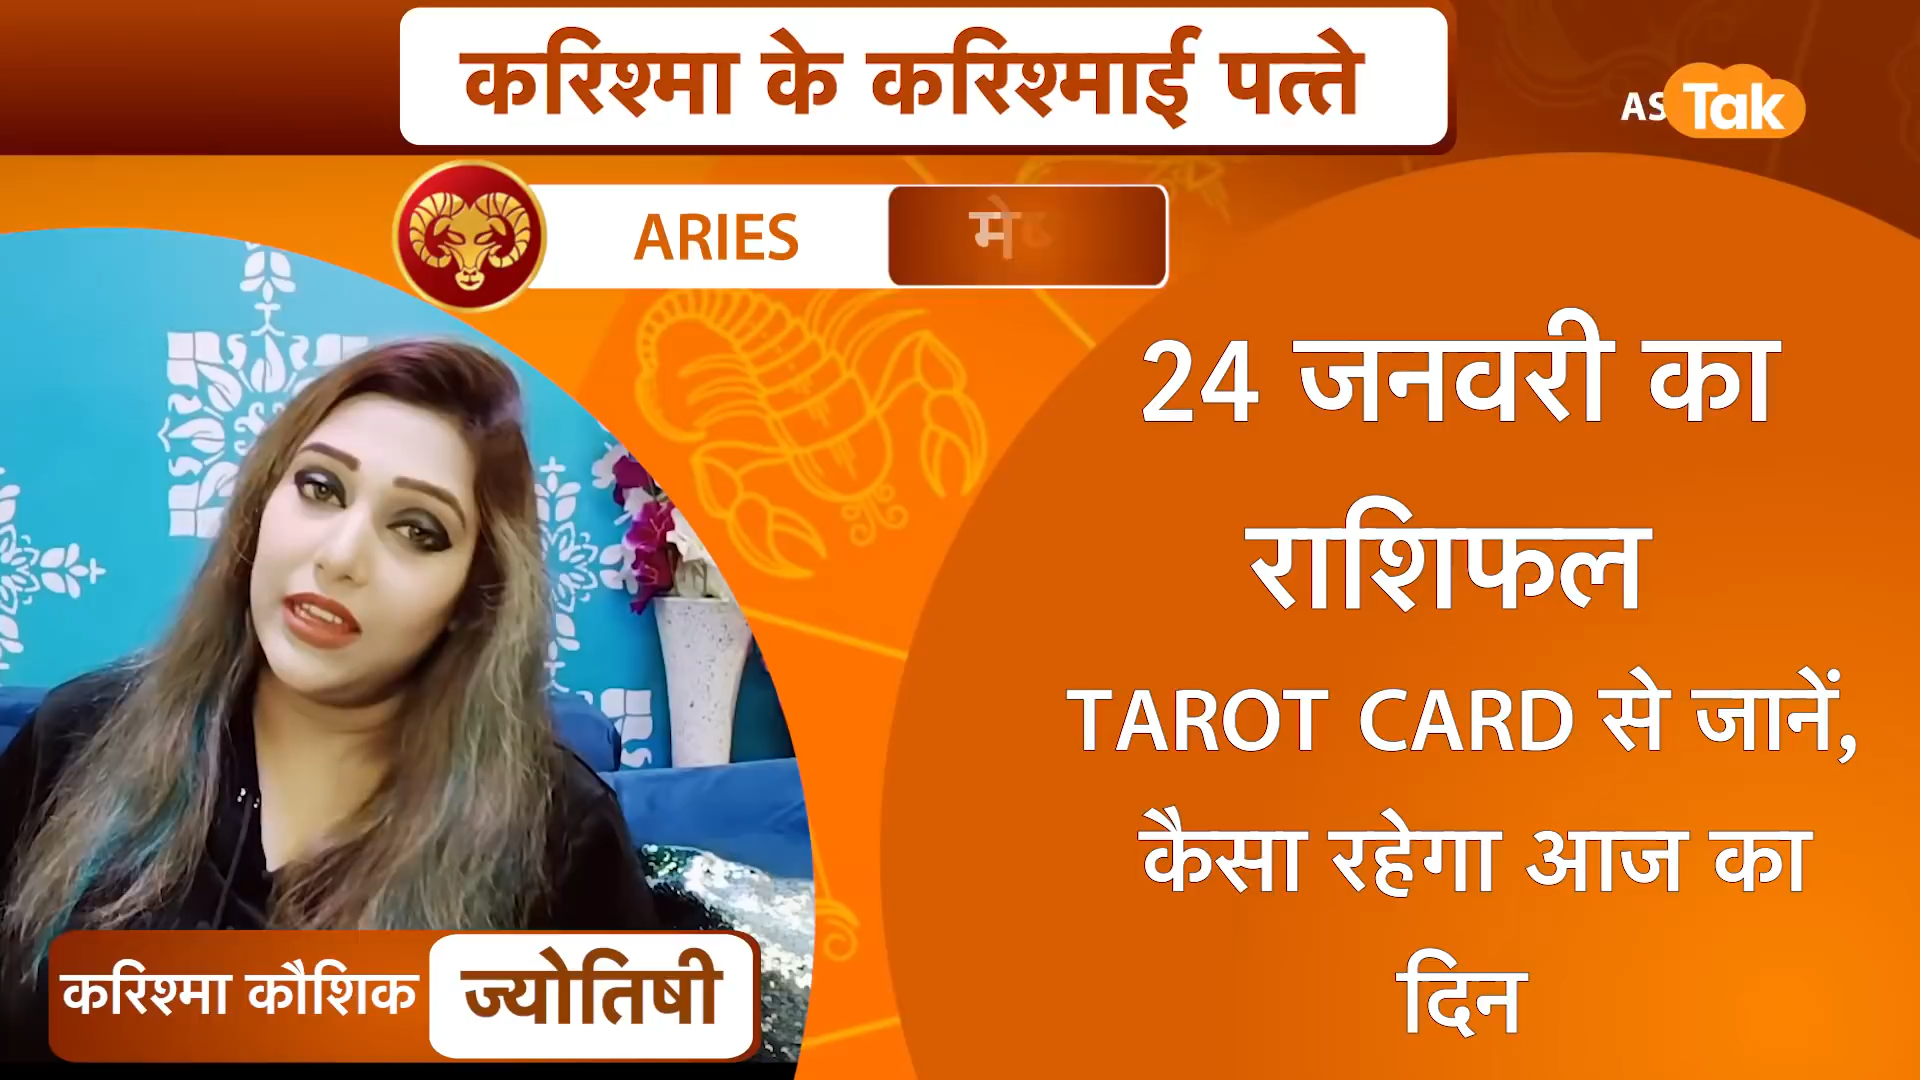 करिश्मा के करिश्माई पत्ते
AS Tak
ARIES
24 जनवरी का
राशिफल
TAROT CARD से जानें,
कैसा रहेगा आज का
दिन
करिश्मा कौशिक ज्योतिषी